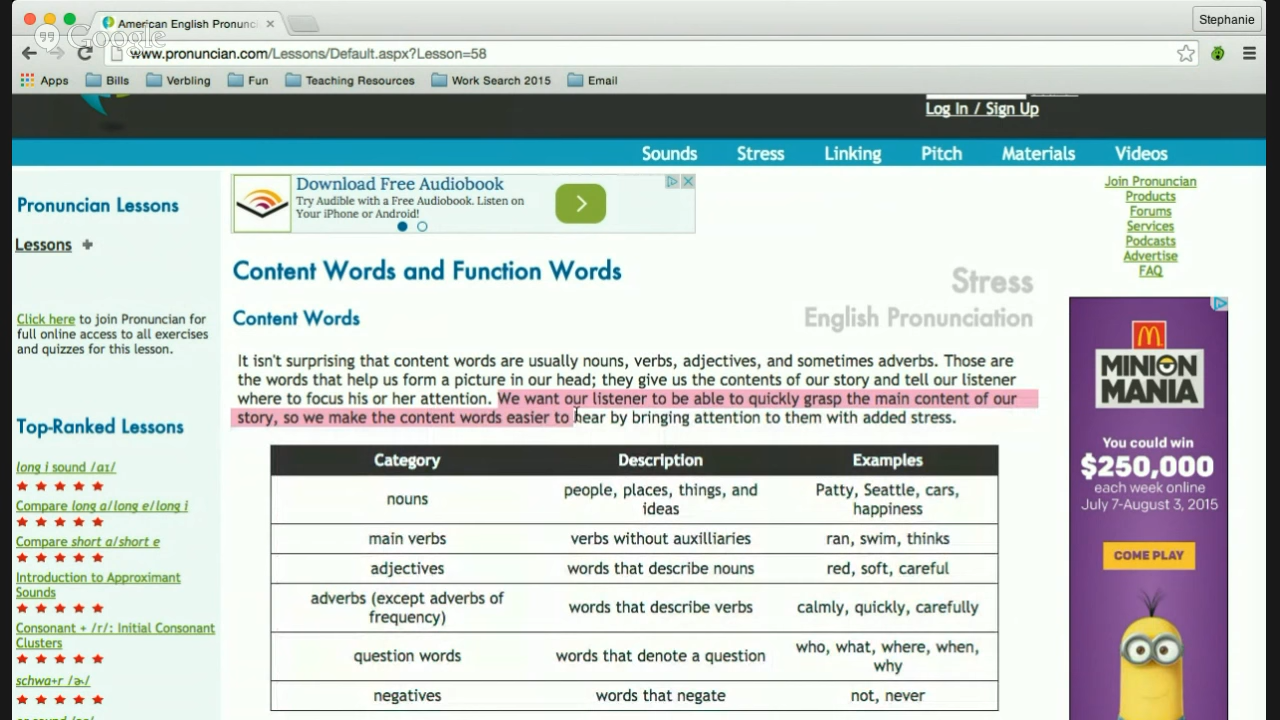 American English Pronunc
Stephanie
Google
www.pronuncian.com/Lessons/Default.aspx?Lesson=58
Apps Bills Verbling Fun Teaching Resources Work Search 2015 Email
Log In / Sign Up
Sounds Stress Linking Pitch Materials Videos
Pronuncian Lessons
Lessons +
Click here to join Pronuncian for
full online access to all exercises
and quizzes for this lesson.
Top-Ranked Lessons
long i sound /aɪ/
Compare long a/long e/long i
Compare short a/short e
Introduction to Approximant
Sounds
Consonant + /r/: Initial Consonant
Clusters
schwa+r /ɚ/
Download Free Audiobook
Try Audible with a Free Audiobook. Listen on
Your iPhone or Android!
Content Words and Function Words
Stress
English Pronunciation
Content Words
It isn't surprising that content words are usually nouns, verbs, adjectives, and sometimes adverbs. Those are
the words that help us form a picture in our head; they give us the contents of our story and tell our listener
where to focus his or her attention. We want our listener to be able to quickly grasp the main content of our
story, so we make the content words easier to hear by bringing attention to them with added stress.
Category Description Examples
nouns people, places, things, and ideas Patty, Seattle, cars, happiness
main verbs verbs without auxilliaries ran, swim, thinks
adjectives words that describe nouns red, soft, careful
adverbs (except adverbs of frequency) words that describe verbs calmly, quickly, carefully
question words words that denote a question who, what, where, when, why
negatives words that negate not, never
Join Pronuncian
Products
Forums
Services
Podcasts
Advertise
FAQ
MINION
MANIA
You could win
$250,000
each week online
July 7-August 3, 2015
COME PLAY